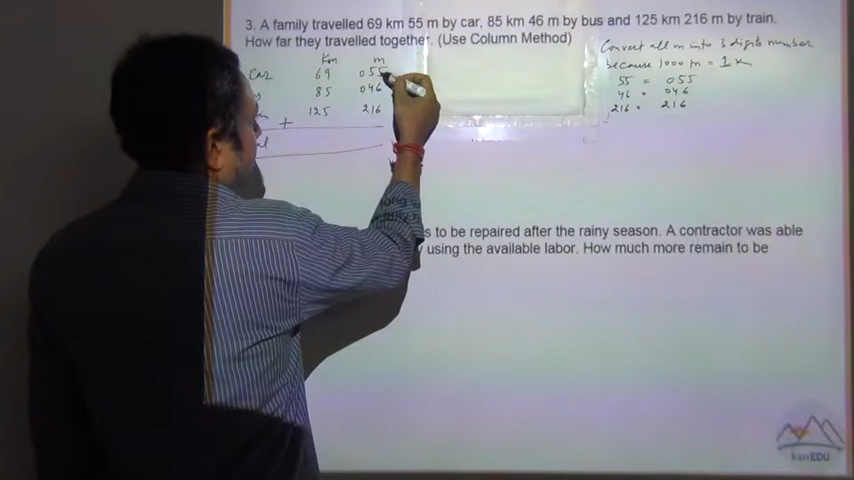 3. A family travelled 69 km 55 m by car, 85 km 46 m by bus and 125 km 216 m by train.
How far they travelled together. (Use Column Method)
Km m
Car 69 055
85 046
125 216
+
Convert all m into 3 digits number
because 1000 m = 1 km
55 = 055
46 = 046
216 = 216
to be repaired after the rainy season. A contractor was able
using the available labor. How much more remain to be
kanEDU